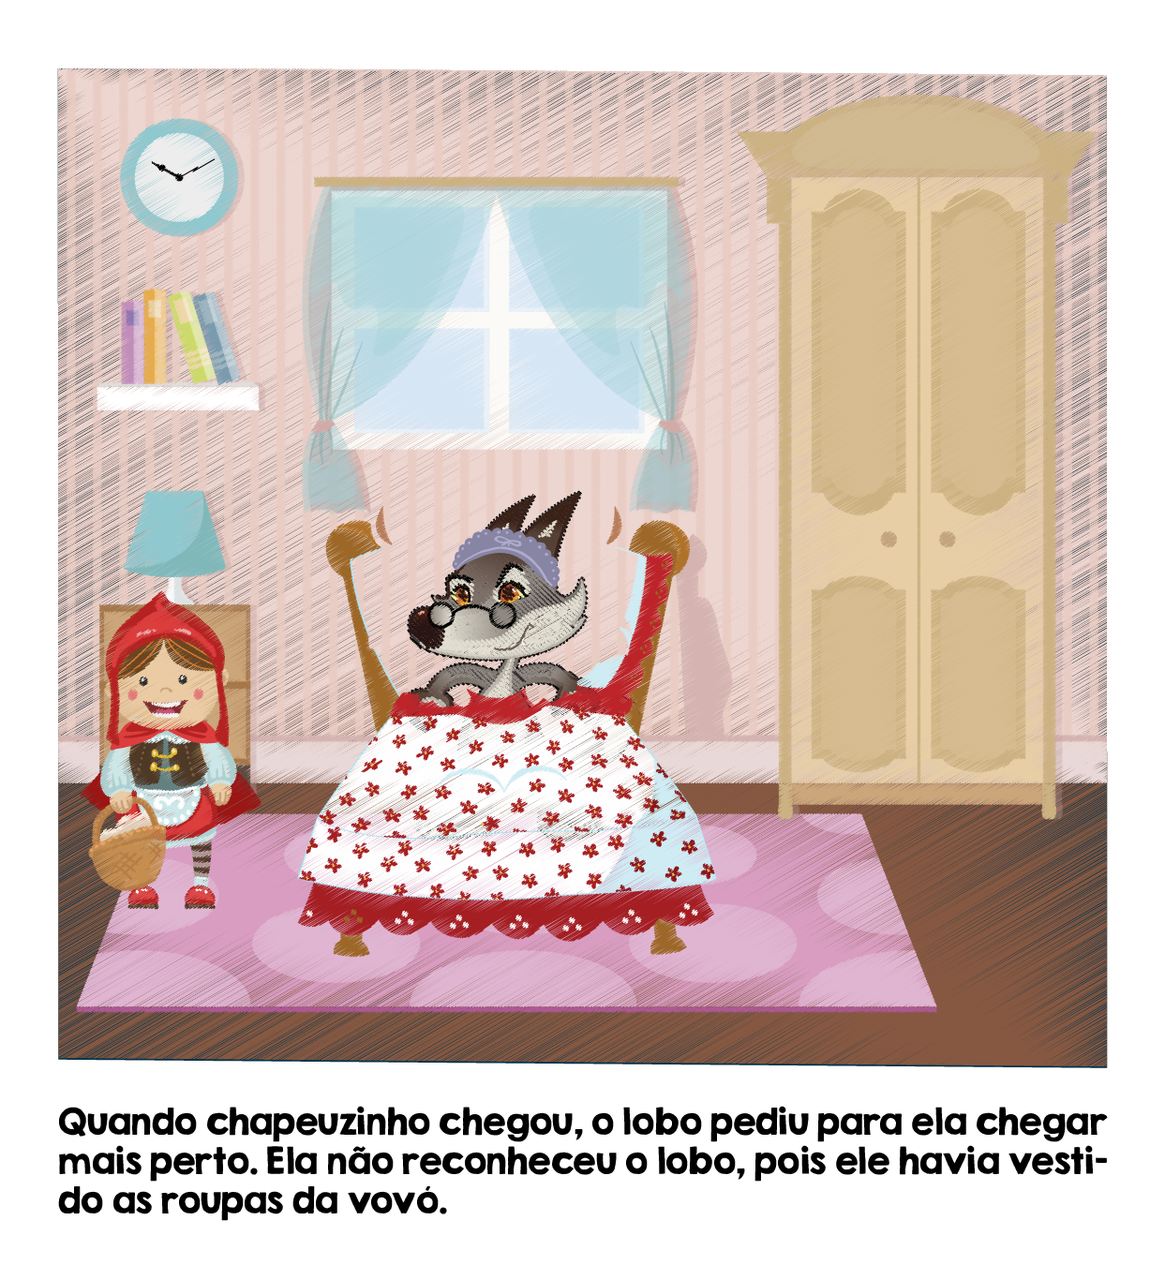 Quando chapeuzinho chegou, o lobo pediu para ela chegar
mais perto. Ela não reconheceu o lobo, pois ele havia vesti-
do as roupas da vovó.